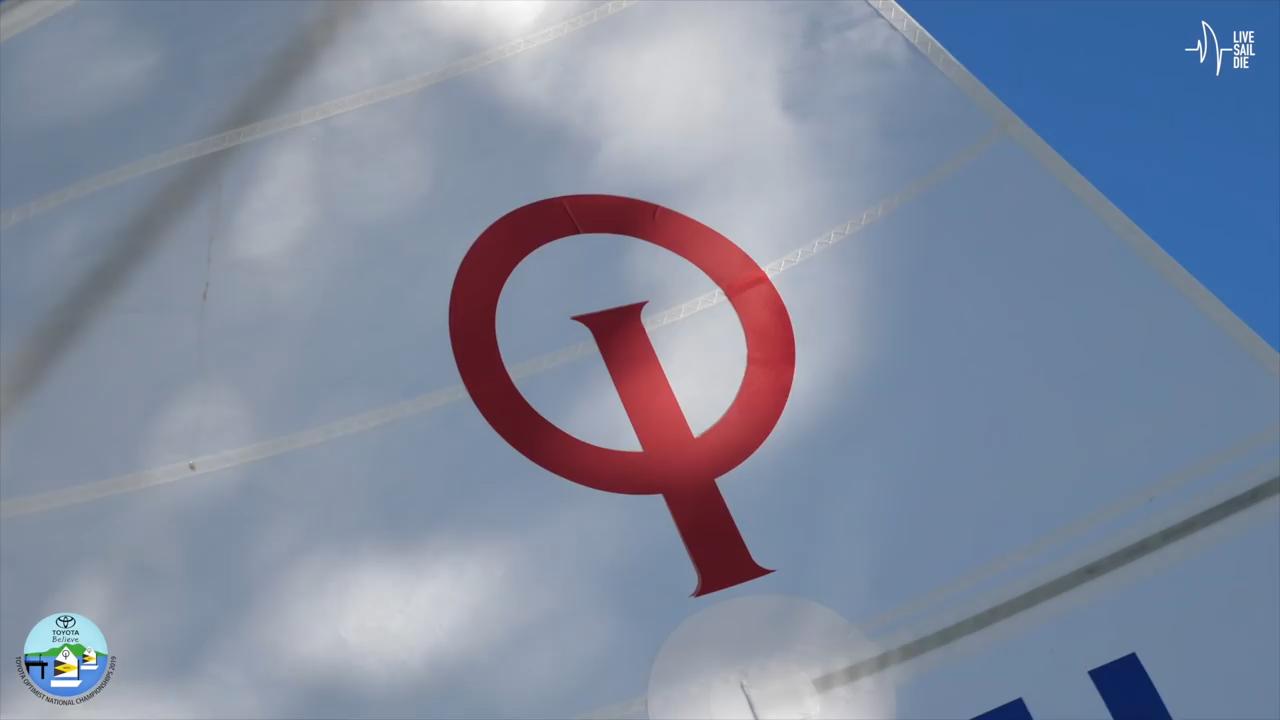 LIVE
SAIL
DIE
TOYOTA
Believe
TOYOTA OPTIMIST NATIONAL CHAMPIONSHIPS 2019